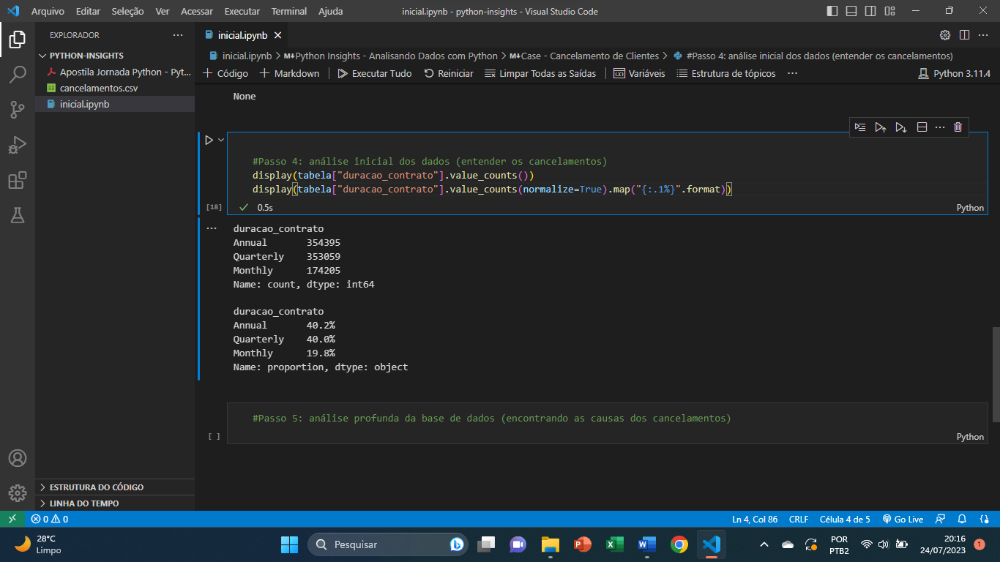 Arquivo Editar Seleção Ver Acessar Executar Terminal Ajuda inicial.ipynb - python-insights - Visual Studio Code
EXPLORADOR
PYTHON-INSIGHTS
Apostila Jornada Python - Pyt...
cancelamentos.csv
inicial.ipynb
ESTRUTURA DO CÓDIGO
LINHA DO TEMPO
inicial.ipynb
inicial.ipynb > M↓Python Insights - Analisando Dados com Python > M↓Case - Cancelamento de Clientes > #Passo 4: análise inicial dos dados (entender os cancelamentos)
Código Markdown Executar Tudo Reiniciar Limpar Todas as Saídas Variáveis Estrutura de tópicos ... Python 3.11.4
None
#Passo 4: análise inicial dos dados (entender os cancelamentos)
display(tabela["duracao_contrato"].value_counts())
display(tabela["duracao_contrato"].value_counts(normalize=True).map("{:.1%}".format))
[18] 0.5s Python
duracao_contrato
Annual 354395
Quarterly 353059
Monthly 174205
Name: count, dtype: int64
duracao_contrato
Annual 40.2%
Quarterly 40.0%
Monthly 19.8%
Name: proportion, dtype: object
#Passo 5: análise profunda da base de dados (encontrando as causas dos cancelamentos)
[ ] Python
0 0 Ln 4, Col 86 CRLF Célula 4 de 5 Go Live
28°C
Limpo
Pesquisar
POR
PTB2
20:16
24/07/2023
1